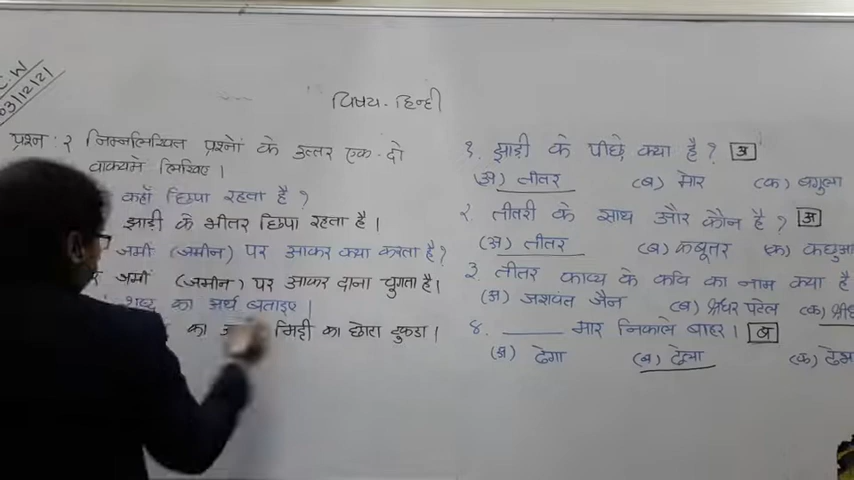 C.W
03/12/21
विषय - हिन्दी
प्रश्न : २ निम्नलिखित प्रश्नों के उत्तर एक-दो
वाक्यमे लिखिए।
कहाँ छिपा रहता है ?
झाड़ी के भीतर छिपा रहता है।
जमीं (जमीन) पर आकर क्या करता है?
जमीं (जमीन) पर आकर दाना चुगता है।
शब्द का अर्थ बताइए।
का मिट्टी का छोटा टुकडा।
१. झाड़ी के पीछे क्या है? अ
(अ) तीतर (ब) मोर (क) बगुला
२. तीतरी के साथ और कौन है ? अ
(अ) तीतर (ब) कबूतर (क) कछुआ
३. तीतर काव्य के कवि का नाम क्या है
(अ) जशवंत जैन (ब) श्रीधर पटेल (क)
४. ______ मार निकाले बाहर। ब
(अ) ढेगा (ब) ढेला (क)